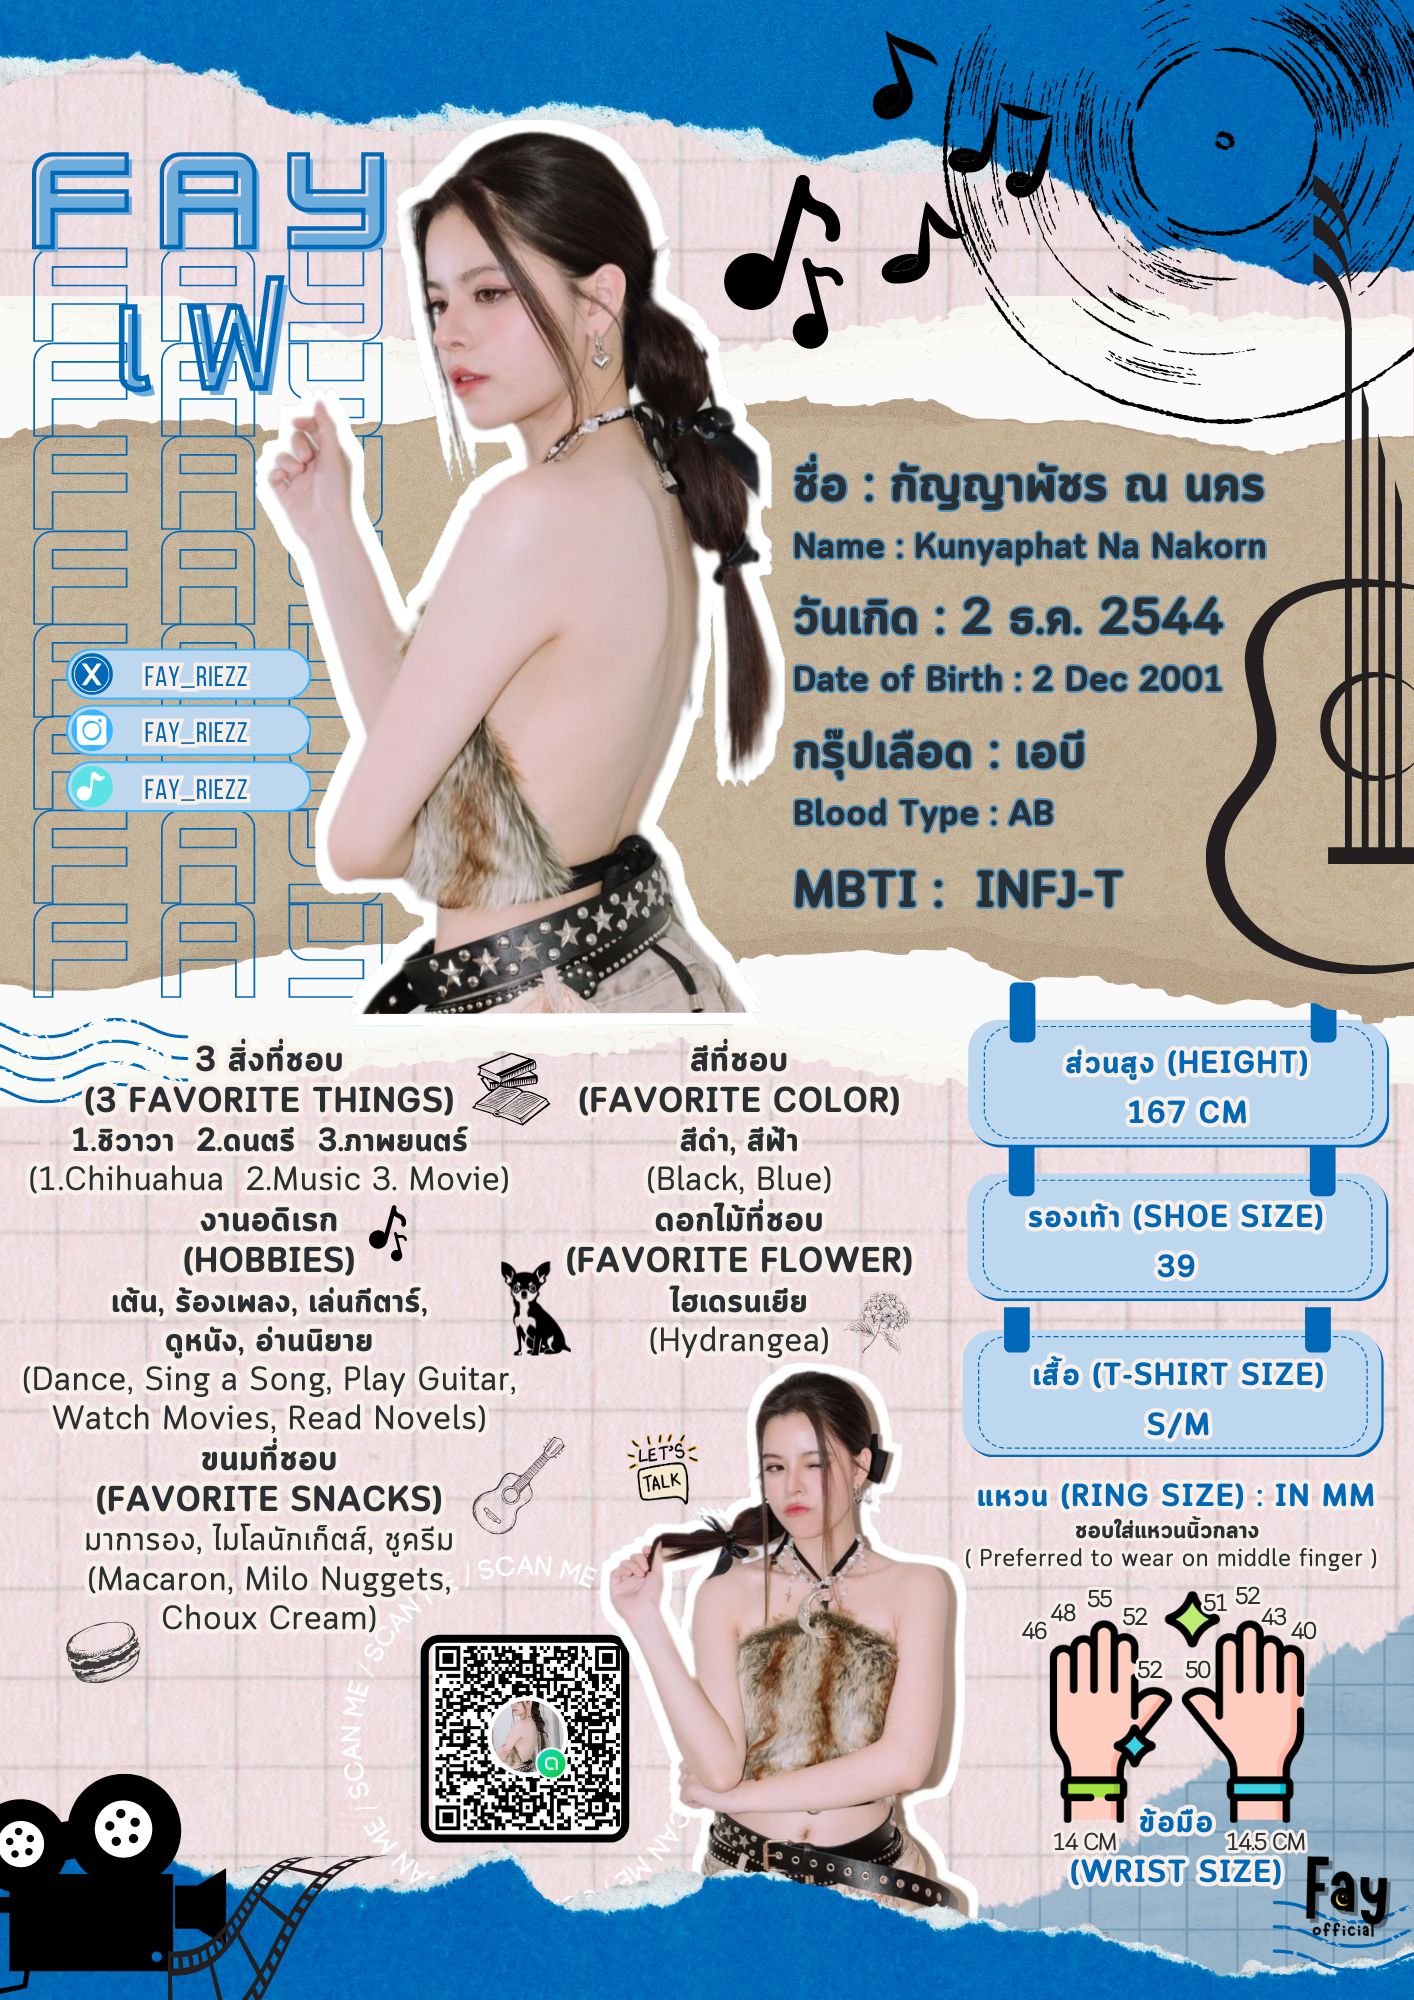 FAY
เฟ
FAY_RIEZZ
FAY_RIEZZ
FAY_RIEZZ
ชื่อ : กัญญาพัชร ณ นคร
Name : Kunyaphat Na Nakorn
วันเกิด : 2 ธ.ค. 2544
Date of Birth : 2 Dec 2001
กรุ๊ปเลือด : เอบี
Blood Type : AB
MBTI : INFJ-T
3 สิ่งที่ชอบ
(3 FAVORITE THINGS)
1.ชิวาวา 2.ดนตรี 3.ภาพยนตร์
(1.Chihuahua 2.Music 3. Movie)
งานอดิเรก
(HOBBIES)
เต้น, ร้องเพลง, เล่นกีตาร์,
ดูหนัง, อ่านนิยาย
(Dance, Sing a Song, Play Guitar,
Watch Movies, Read Novels)
ขนมที่ชอบ
(FAVORITE SNACKS)
มาการอง, ไมโลนักเก็ตส์, ชูครีม
(Macaron, Milo Nuggets,
Choux Cream)
สีที่ชอบ
(FAVORITE COLOR)
สีดำ, สีฟ้า
(Black, Blue)
ดอกไม้ที่ชอบ
(FAVORITE FLOWER)
ไฮเดรนเยีย
(Hydrangea)
LET'S
TALK
SCAN ME / SCAN ME / SCAN ME / SCAN ME
ส่วนสูง (HEIGHT)
167 CM
รองเท้า (SHOE SIZE)
39
เสื้อ (T-SHIRT SIZE)
S/M
แหวน (RING SIZE) : IN MM
ชอบใส่แหวนนิ้วกลาง
( Preferred to wear on middle finger )
46 48 55 52 52
50 51 52 43 40
14 CM
ข้อมือ
14.5 CM
(WRIST SIZE)
Fay
official